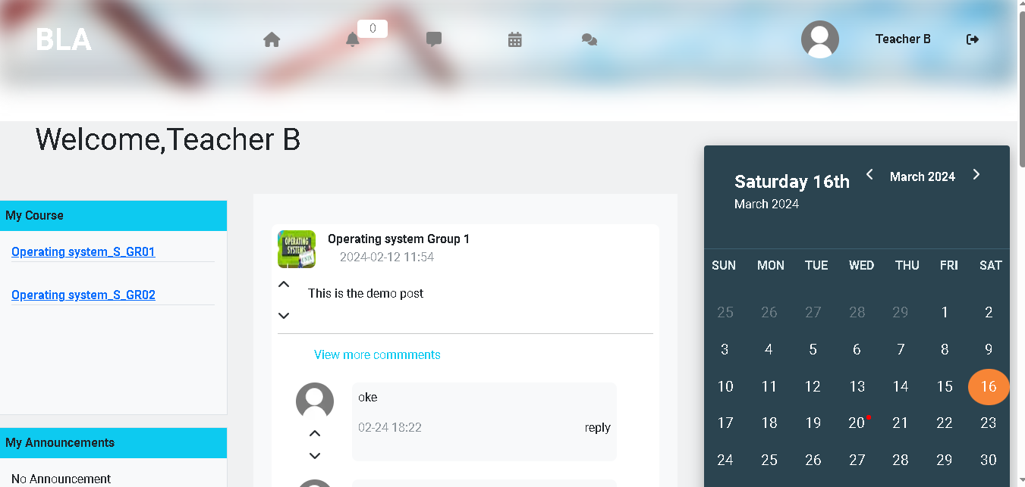 BLA
0
Teacher B
Welcome,Teacher B
My Course
Operating system_S_GR01
Operating system_S_GR02
My Announcements
No Announcement
OPERATING
SYSTEMS
Operating system Group 1
2024-02-12 11:54
This is the demo post
View more commments
oke
02-24 18:22
reply
Saturday 16th
March 2024
March 2024
SUN MON TUE WED THU FRI SAT
25 26 27 28 29 1 2
3 4 5 6 7 8 9
10 11 12 13 14 15 16
17 18 19 20 21 22 23
24 25 26 27 28 29 30